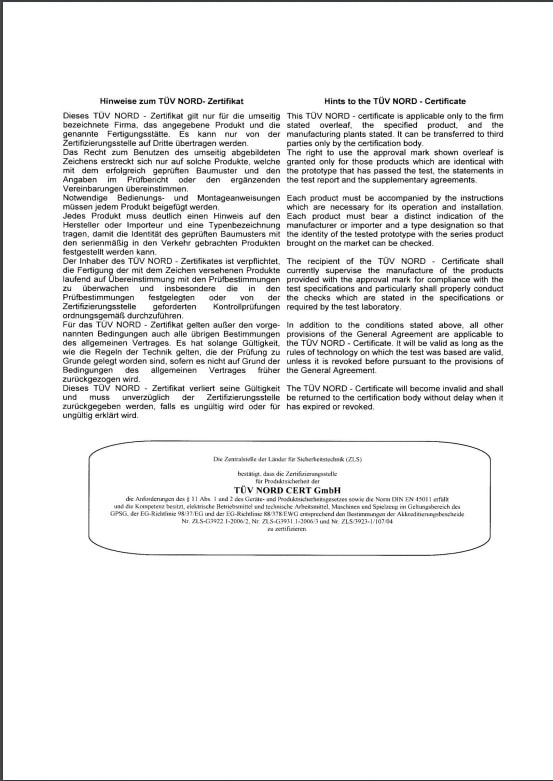 Hinweise zum TÜV NORD- Zertifikat
Dieses TÜV NORD - Zertifikat gilt nur für die umseitig
bezeichnete Firma, das angegebene Produkt und die
genannte Fertigungsstätte. Es kann nur von der
Zertifizierungsstelle auf Dritte übertragen werden.
Das Recht zum Benutzen des umseitig abgebildeten
Zeichens erstreckt sich nur auf solche Produkte, welche
mit dem erfolgreich geprüften Baumuster und den
Angaben im Prüfbericht oder den ergänzenden
Vereinbarungen übereinstimmen.
Notwendige Bedienungs- und Montageanweisungen
müssen jedem Produkt beigefügt werden.
Jedes Produkt muss deutlich einen Hinweis auf den
Hersteller oder Importeur und eine Typenbezeichnung
tragen, damit die Identität des geprüften Baumusters mit
den serienmäßig in den Verkehr gebrachten Produkten
festgestellt werden kann.
Der Inhaber des TÜV NORD - Zertifikates ist verpflichtet,
die Fertigung der mit dem Zeichen versehenen Produkte
laufend auf Übereinstimmung mit den Prüfbestimmungen
zu überwachen und insbesondere die in den
Prüfbestimmungen festgelegten oder von der
Zertifizierungsstelle geforderten Kontrollprüfungen
ordnungsgemäß durchzuführen.
Für das TÜV NORD - Zertifikat gelten außer den vorge-
nannten Bedingungen auch alle übrigen Bestimmungen
des allgemeinen Vertrages. Es hat solange Gültigkeit,
wie die Regeln der Technik gelten, die der Prüfung zu
Grunde gelegt worden sind, sofern es nicht auf Grund der
Bedingungen des allgemeinen Vertrages früher
zurückgezogen wird.
Dieses TÜV NORD - Zertifikat verliert seine Gültigkeit
und muss unverzüglich der Zertifizierungsstelle
zurückgegeben werden, falls es ungültig wird oder für
ungültig erklärt wird.
Hints to the TÜV NORD - Certificate
This TÜV NORD - certificate is applicable only to the firm
stated overleaf, the specified product, and the
manufacturing plants stated. It can be transferred to third
parties only by the certification body.
The right to use the approval mark shown overleaf is
granted only for those products which are identical with
the prototype that has passed the test, the statements in
the test report and the supplementary agreements.
Each product must be accompanied by the instructions
which are necessary for its operation and installation.
Each product must bear a distinct indication of the
manufacturer or importer and a type designation so that
the identity of the tested prototype with the series product
brought on the market can be checked.
The recipient of the TÜV NORD - Certificate shall
currently supervise the manufacture of the products
provided with the approval mark for compliance with the
test specifications and particularly shall properly conduct
the checks which are stated in the specifications or
required by the test laboratory.
In addition to the conditions stated above, all other
provisions of the General Agreement are applicable to
the TÜV NORD - Certificate. It will be valid as long as the
rules of technology on which the test was based are valid,
unless it is revoked before pursuant to the provisions of
the General Agreement.
The TÜV NORD - Certificate will become invalid and shall
be returned to the certification body without delay when it
has expired or revoked.
Die Zentralstelle der Länder für Sicherheitstechnik (ZLS)
bestätigt, dass die Zertifizierungsstelle
für Produktsicherheit der
TÜV NORD CERT GmbH
die Anforderungen des § 11 Abs. 1 und 2 des Geräte- und Produktsicherheitsgesetzes sowie die Norm DIN EN 45011 erfüllt
und die Kompetenz besitzt, elektrische Betriebsmittel und technische Arbeitsmittel, Maschinen und Spielzeug im Geltungsbereich des
GPSG, der EG-Richtlinie 98/37/EG und der EG-Richtlinie 88/378/EWG entsprechend den Bestimmungen der Akkreditierungsbescheide
Nr. ZLS-G3922.1-2006/2, Nr. ZLS-G3931.1-2006/3 und Nr. ZLS/3923-1/107/04
zu zertifizieren.